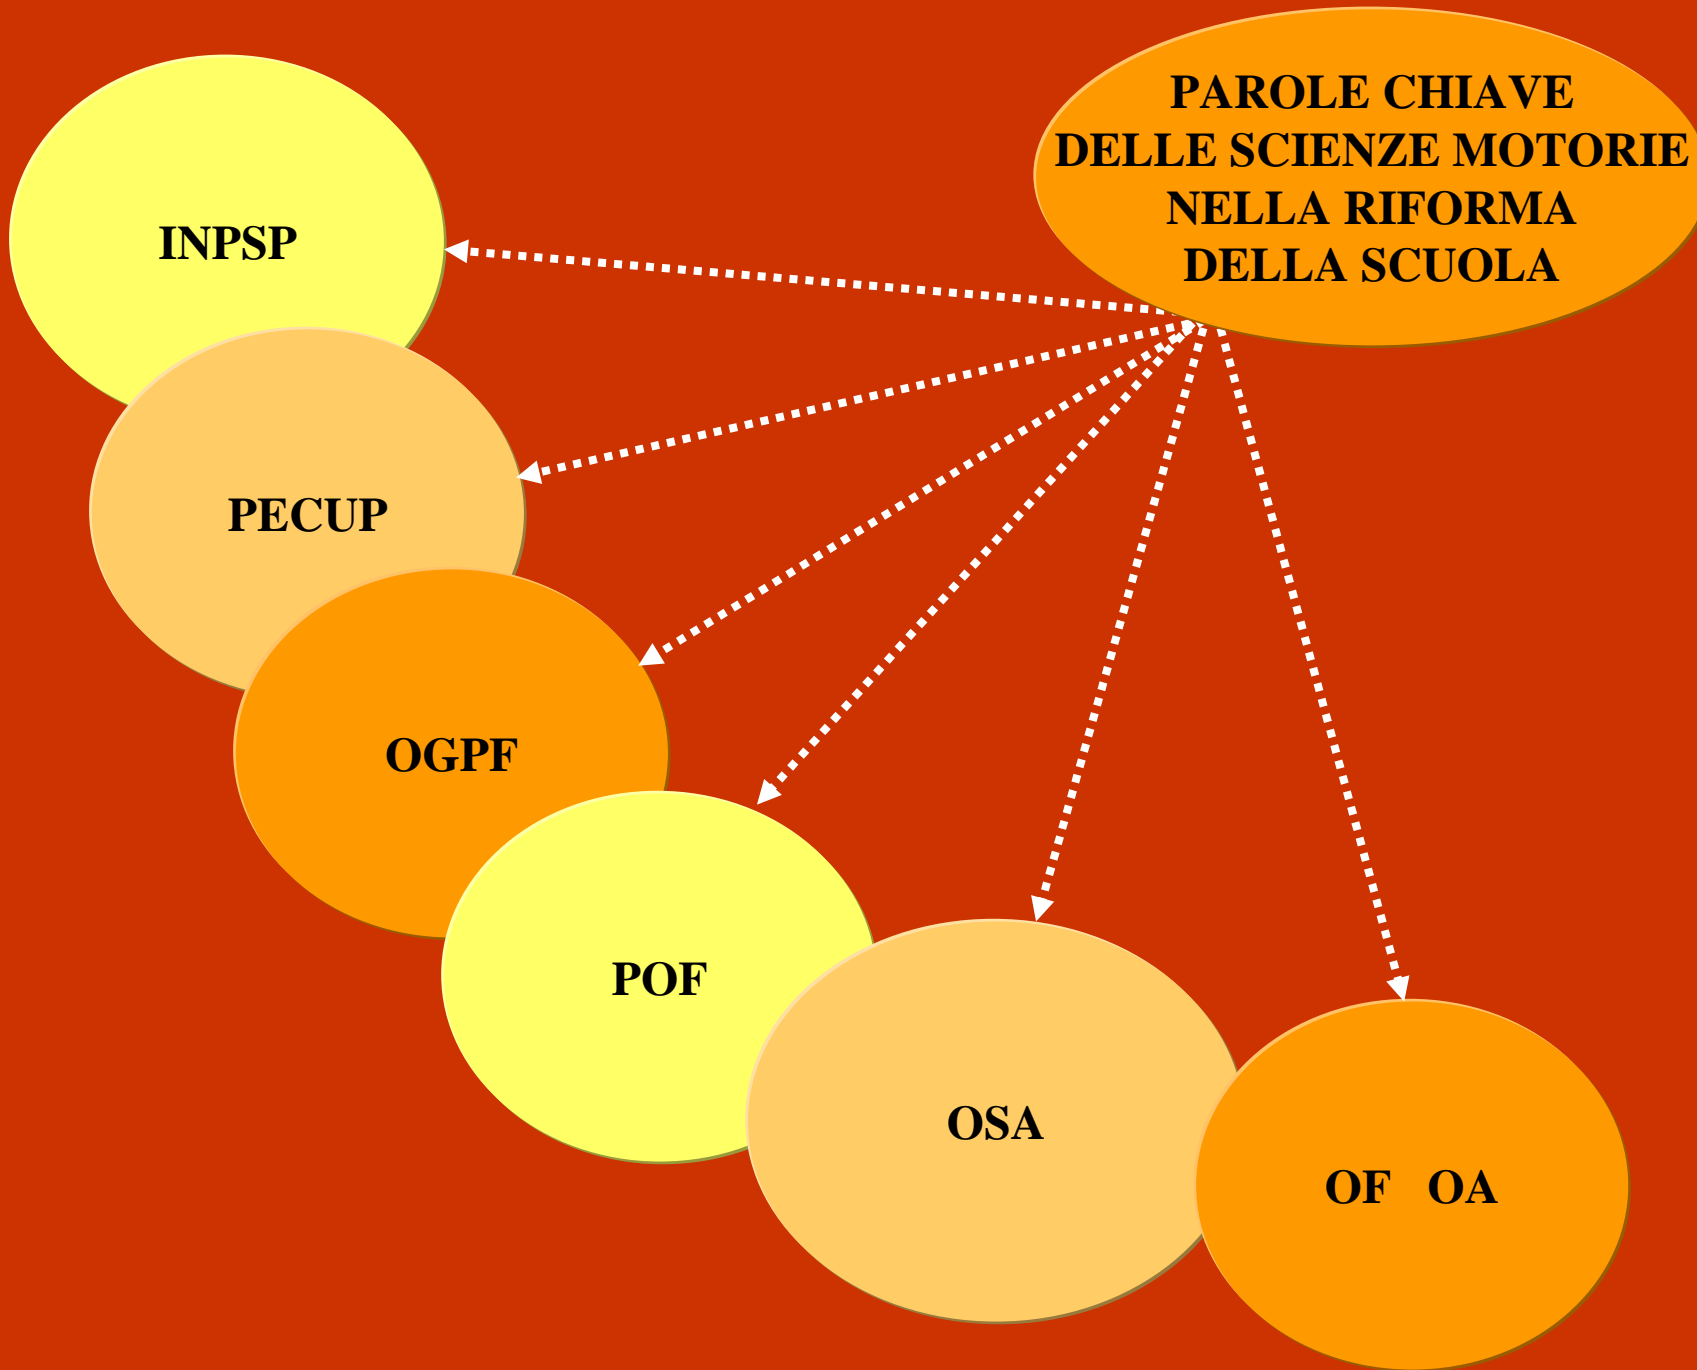 PAROLE CHIAVE
DELLE SCIENZE MOTORIE
NELLA RIFORMA
DELLA SCUOLA
INPSP
PECUP
OGPF
POF
OSA
OF OA